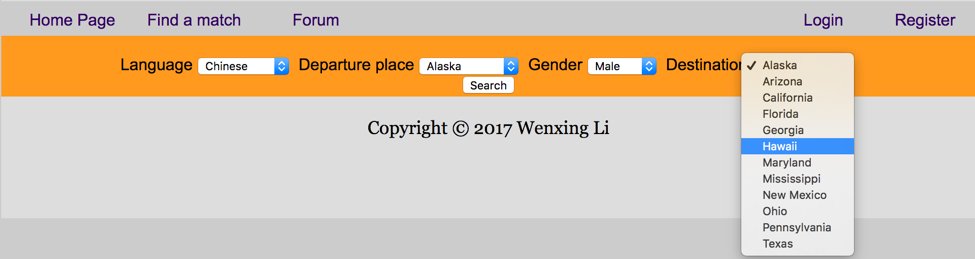 Home Page Find a match Forum Login Register
Language Chinese Departure place Alaska Gender Male Destination
Search
✓ Alaska
Arizona
California
Florida
Georgia
Hawaii
Maryland
Mississippi
New Mexico
Ohio
Pennsylvania
Texas
Copyright © 2017 Wenxing Li